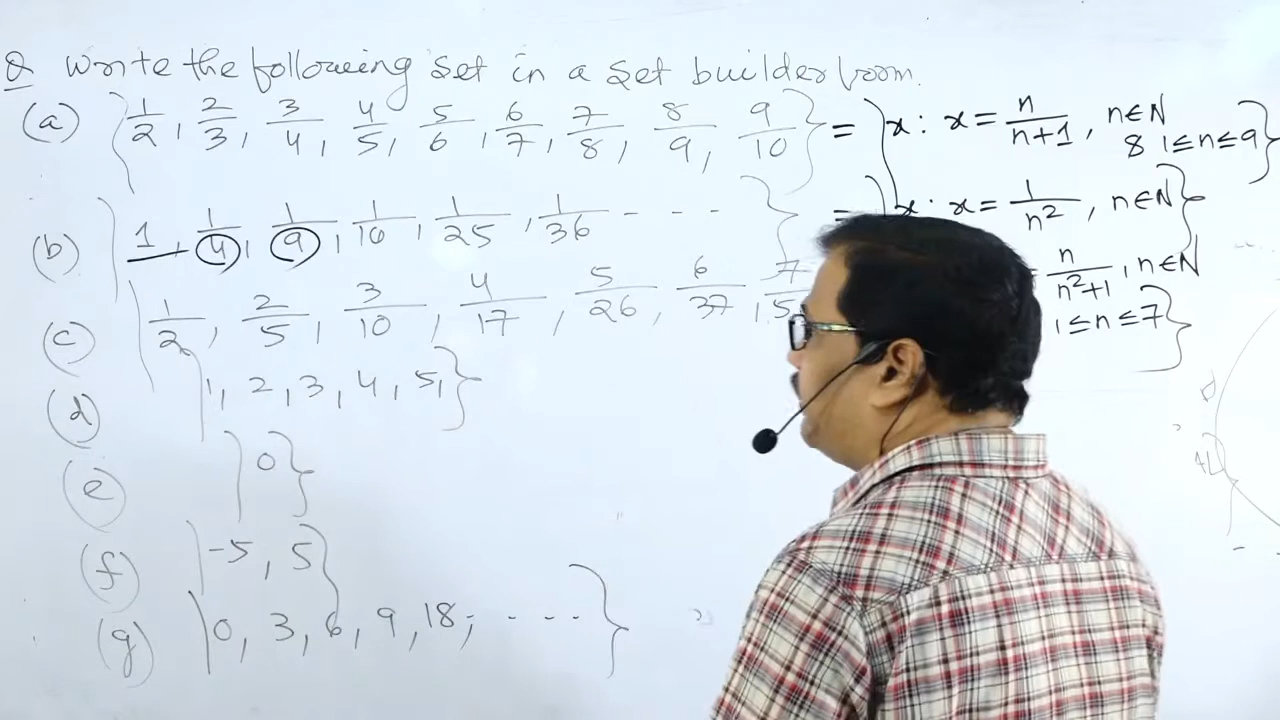 Q Write the following set in a set builder form.
(a) {1/2, 2/3, 3/4, 4/5, 5/6, 6/7, 7/8, 8/9, 9/10} = {x : x = n/n+1, n∈N & 1≤n≤9}
(b) {1, 1/4, 1/9, 1/16, 1/25, 1/36 - - - } = {x : x = 1/n², n∈N}
(c) {1/2, 2/5, 3/10, 4/17, 5/26, 6/37, 7/5 n/n²+1, n∈N
1≤n≤7}
(d) {1, 2, 3, 4, 5,}
(e) {0}
(f) {-5, 5}
(g) {0, 3, 6, 9, 18, - - - -}